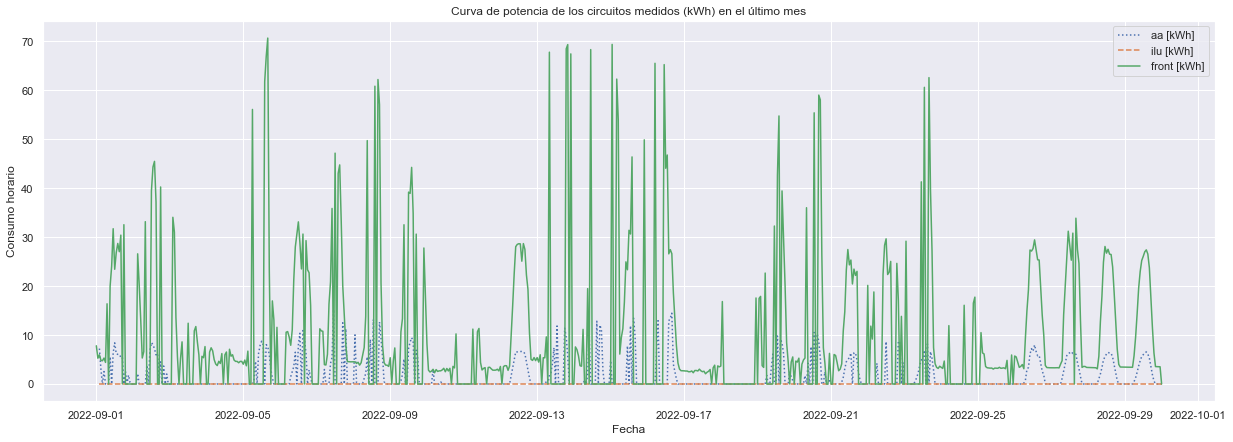 Curva de potencia de los circuitos medidos (kWh) en el último mes
aa [kWh]
ilu [kWh]
front [kWh]
Consumo horario
70
60
50
40
30
20
10
0
2022-09-01 2022-09-05 2022-09-09 2022-09-13 2022-09-17 2022-09-21 2022-09-25 2022-09-29 2022-10-01
Fecha